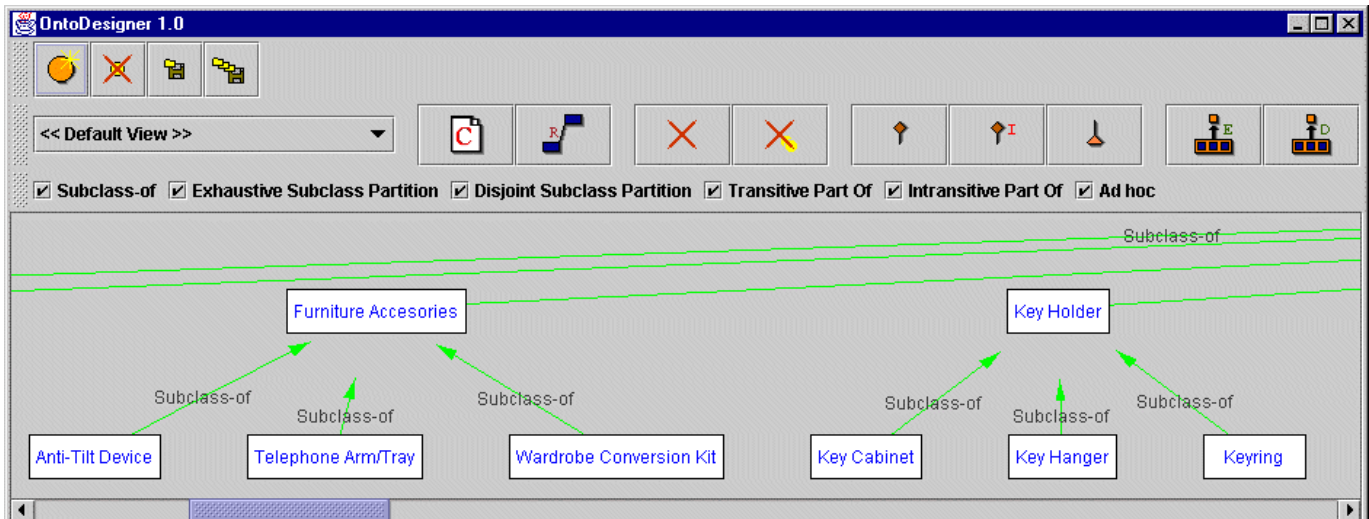 OntoDesigner 1.0
<< Default View >>
C
R
I
E
D
Subclass-of Exhaustive Subclass Partition Disjoint Subclass Partition Transitive Part Of Intransitive Part Of Ad hoc
Subclass-of
Furniture Accesories
Key Holder
Subclass-of
Subclass-of
Subclass-of
Subclass-of
Subclass-of
Subclass-of
Anti-Tilt Device
Telephone Arm/Tray
Wardrobe Conversion Kit
Key Cabinet
Key Hanger
Keyring